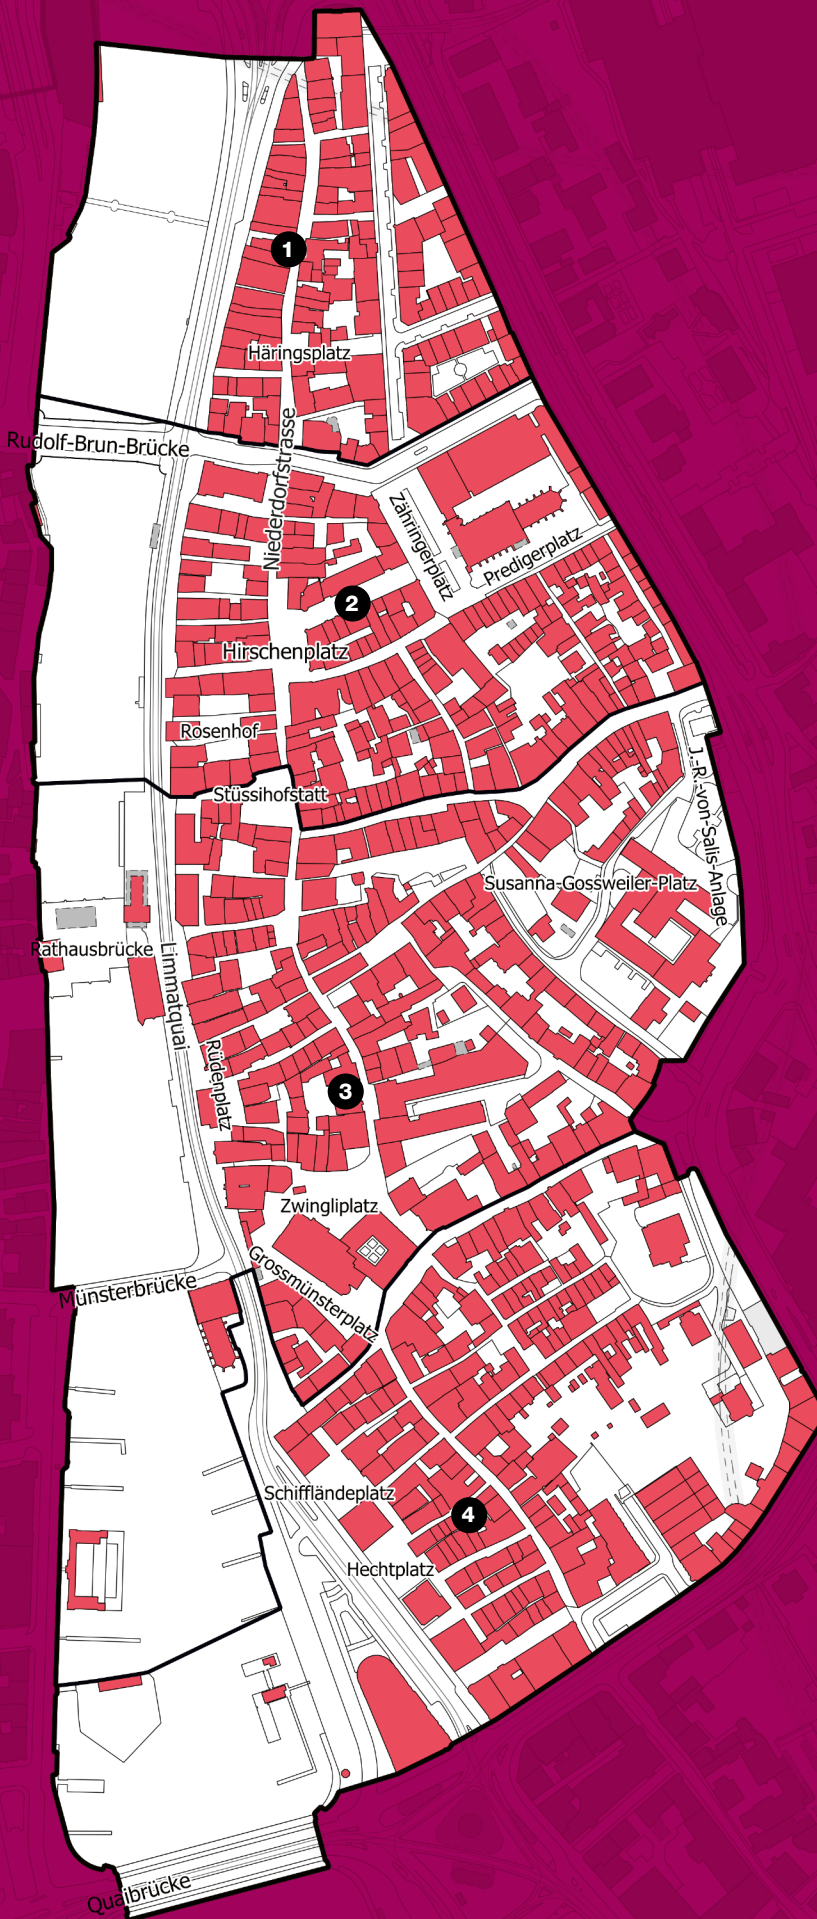 1
Häringsplatz
Rudolf-Brun-Brücke
Niederdorfstrasse
Zähringerplatz
Predigerplatz
2
Hirschenplatz
Rosenhof
Stüssihofstatt
J.-R.-von-Salis-Anlage
Susanna-Gossweiler-Platz
Rathausbrücke
Limmatquai
Rüdenplatz
3
Zwingliplatz
Grossmünsterplatz
Münsterbrücke
Schiffländeplatz
4
Hechtplatz
Quaibrücke